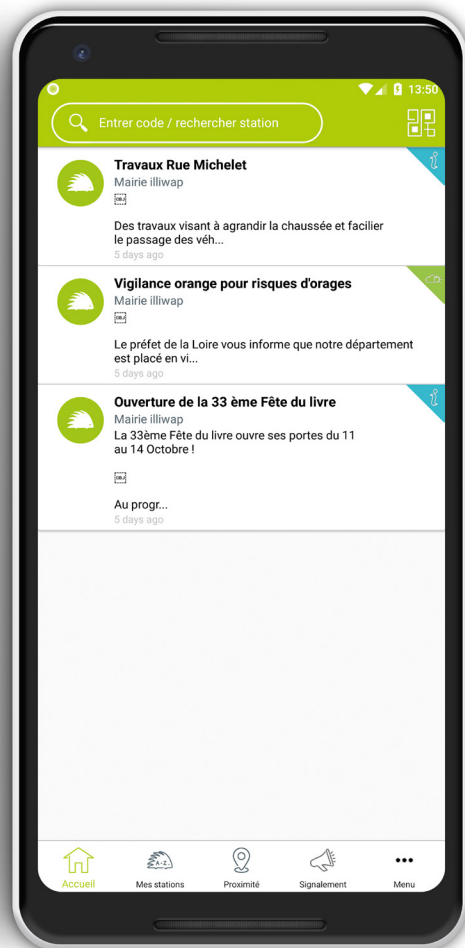 13:50
Entrer code / rechercher station
Travaux Rue Michelet
Mairie illiwap
OBJ
Des travaux visant à agrandir la chaussée et facilier
le passage des véh...
5 days ago
Vigilance orange pour risques d'orages
Mairie illiwap
OBJ
Le préfet de la Loire vous informe que notre département
est placé en vi...
5 days ago
Ouverture de la 33 ème Fête du livre
Mairie illiwap
La 33ème Fête du livre ouvre ses portes du 11
au 14 Octobre !
OBJ
Au progr...
5 days ago
A-Z
Accueil
Mes stations
Proximité
Signalement
Menu